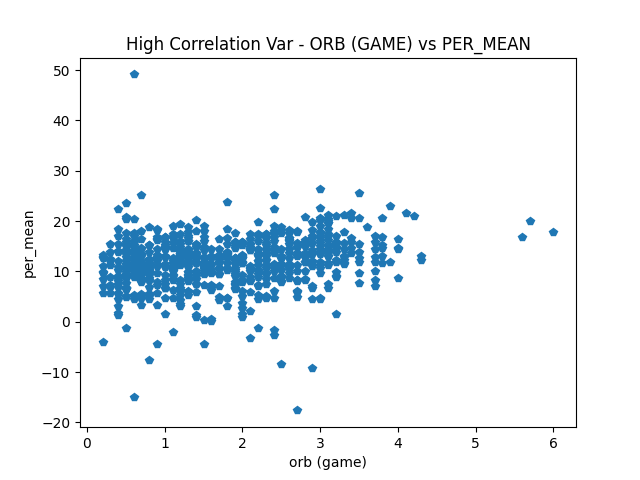 High Correlation Var - ORB (GAME) vs PER_MEAN
50
40
30
20
10
0
−10
−20
per_mean
0 1 2 3 4 5 6
orb (game)